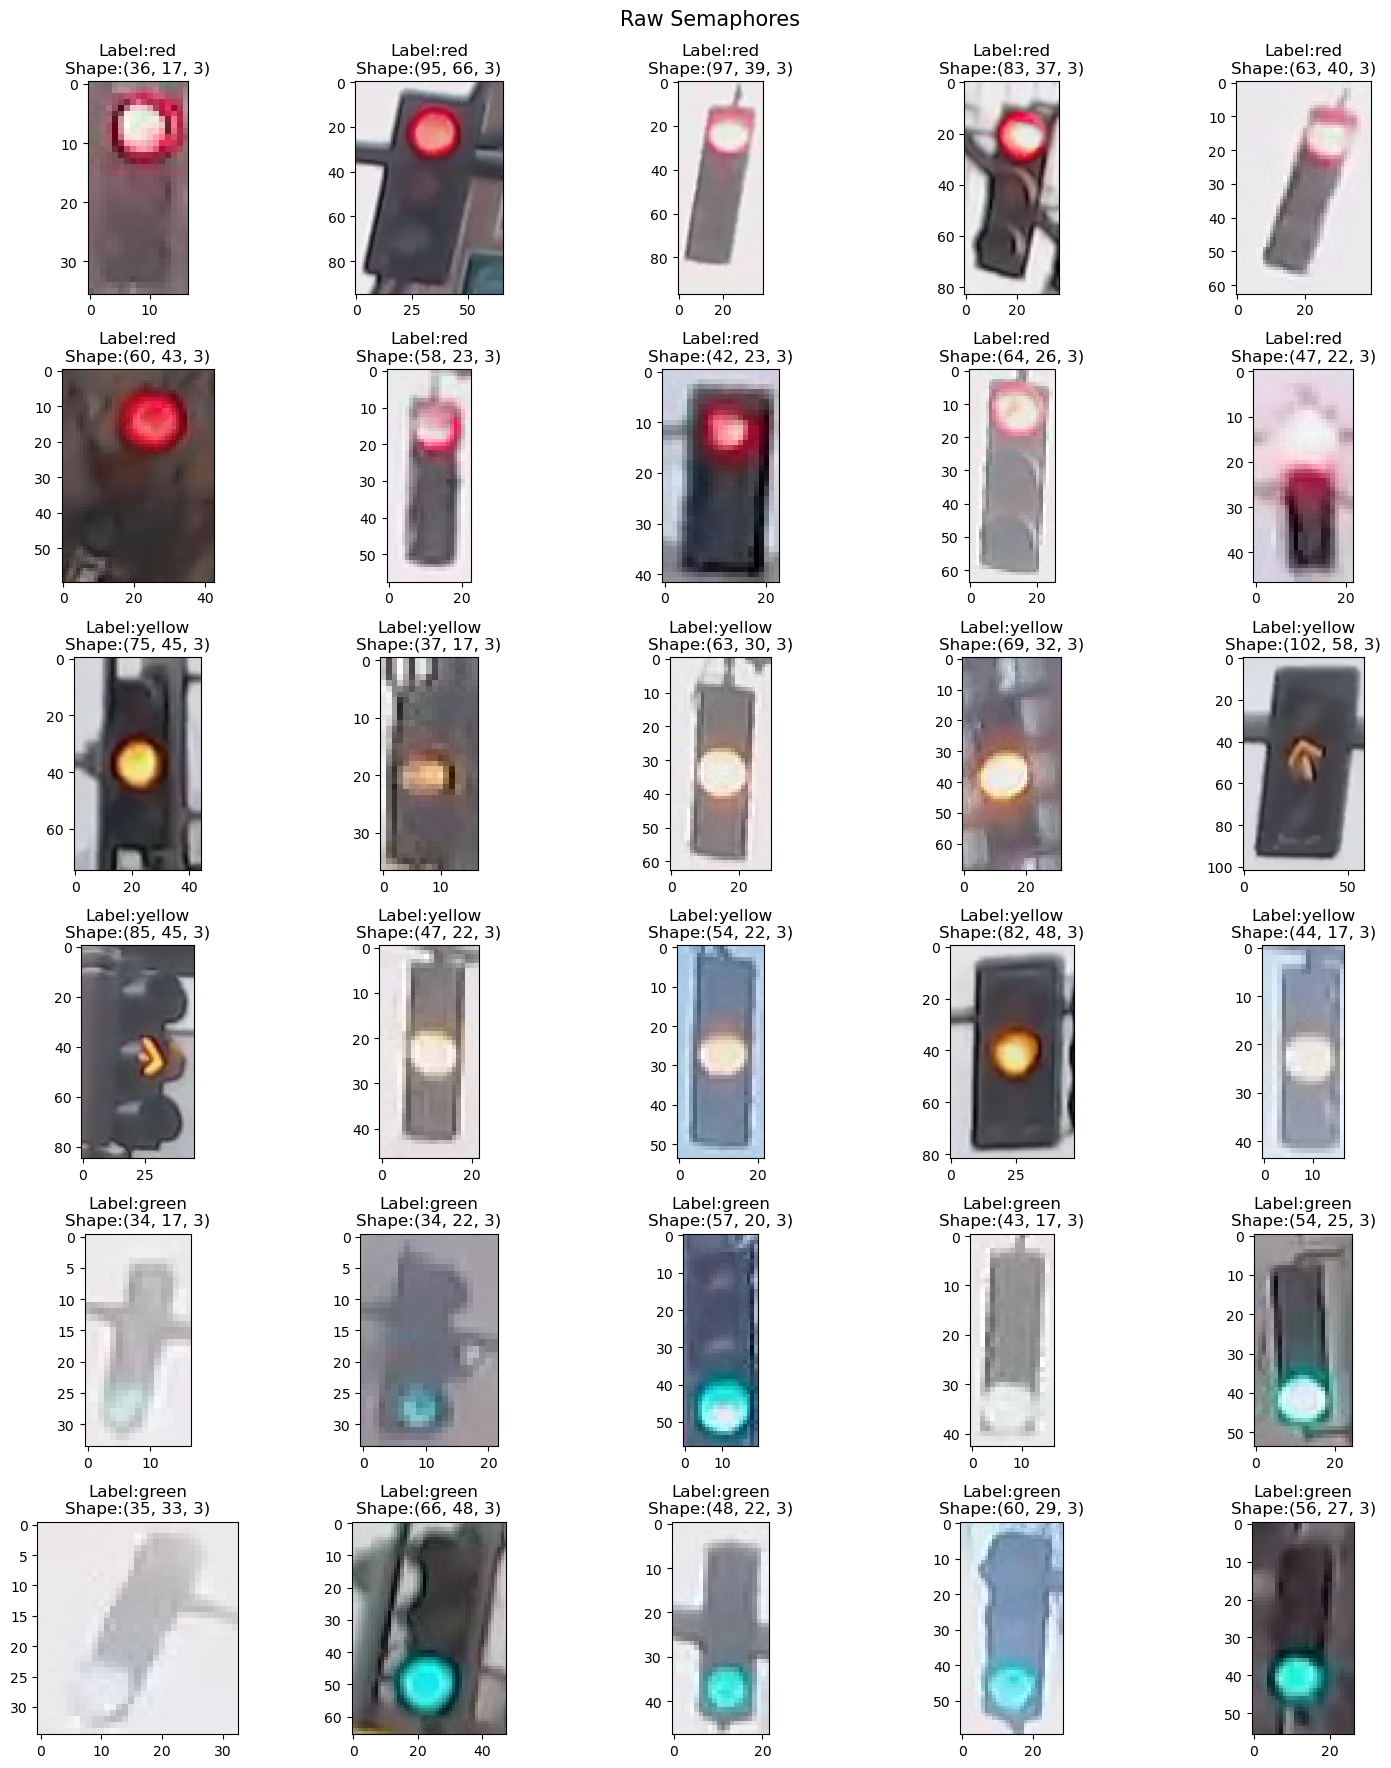 Raw Semaphores
Label:red Label:red Label:red Label:red Label:red
Shape:(36, 17, 3) Shape:(95, 66, 3) Shape:(97, 39, 3) Shape:(83, 37, 3) Shape:(63, 40, 3)
0 0 0 0 0
10
20 20 20
10
20
40 40 40
30
20
60 60 40
60
50
30 80 80
80 60
0 10 0 25 50 0 20 0 20 0 20
Label:red Label:red Label:red Label:red Label:red
Shape:(60, 43, 3) Shape:(58, 23, 3) Shape:(42, 23, 3) Shape:(64, 26, 3) Shape:(47, 22, 3)
0 0 0 0 0
10 10 10 10 10
20 20 20 20
20
30 30 30
20
30
40 40 40
30
50 50 50 40
40 60
0 20 40 0 20 0 20 0 20 0 20
Label:yellow Label:yellow Label:yellow Label:yellow Label:yellow
Shape:(75, 45, 3) Shape:(37, 17, 3) Shape:(63, 30, 3) Shape:(69, 32, 3) Shape:(102, 58, 3)
0 0 0 0 0
10 10
20 10 20
20 20
30 30 40
40 20
40 40 60
60 30 50 50 80
60 60 100
0 20 40 0 10 0 20 0 20 0 50
Label:yellow Label:yellow Label:yellow Label:yellow Label:yellow
Shape:(85, 45, 3) Shape:(47, 22, 3) Shape:(54, 22, 3) Shape:(82, 48, 3) Shape:(44, 17, 3)
0 0 0 0 0
10 10 10
20 20
20 20
40 20
30 40
30
60 30
40 60
40
80 50 80 40
0 25 0 20 0 20 0 25 0 10
Label:green Label:green Label:green Label:green Label:green
Shape:(34, 17, 3) Shape:(34, 22, 3) Shape:(57, 20, 3) Shape:(43, 17, 3) Shape:(54, 25, 3)
0 0 0 0 0
5 5 10 10 10
10 10
20 20
15 15 20
30 30
20 20
40 30 40
25 25
30 30 50 40 50
0 10 0 10 20 0 10 0 10 0 20
Label:green Label:green Label:green Label:green Label:green
Shape:(35, 33, 3) Shape:(66, 48, 3) Shape:(48, 22, 3) Shape:(60, 29, 3) Shape:(56, 27, 3)
0 0 0 0 0
5 10 10 10 10
10 20
20 20
15 30 20
30 30
20 40 30
25 40 40
50
30 40 50 50
60
0 10 20 30 0 20 40 0 20 0 20 0 20